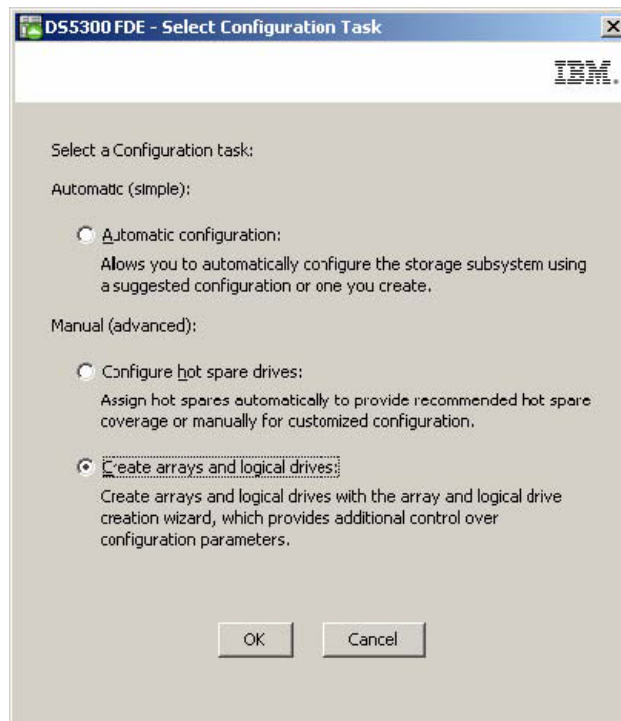 DS5300 FDE - Select Configuration Task
IBM.
Select a Configuration task:
Automatic (simple):
Automatic configuration:
Allows you to automatically configure the storage subsystem using
a suggested configuration or one you create.
Manual (advanced):
Configure hot spare drives:
Assign hot spares automatically to provide recommended hot spare
coverage or manually for customized configuration.
Create arrays and logical drives:
Create arrays and logical drives with the array and logical drive
creation wizard, which provides additional control over
configuration parameters.
OK
Cancel